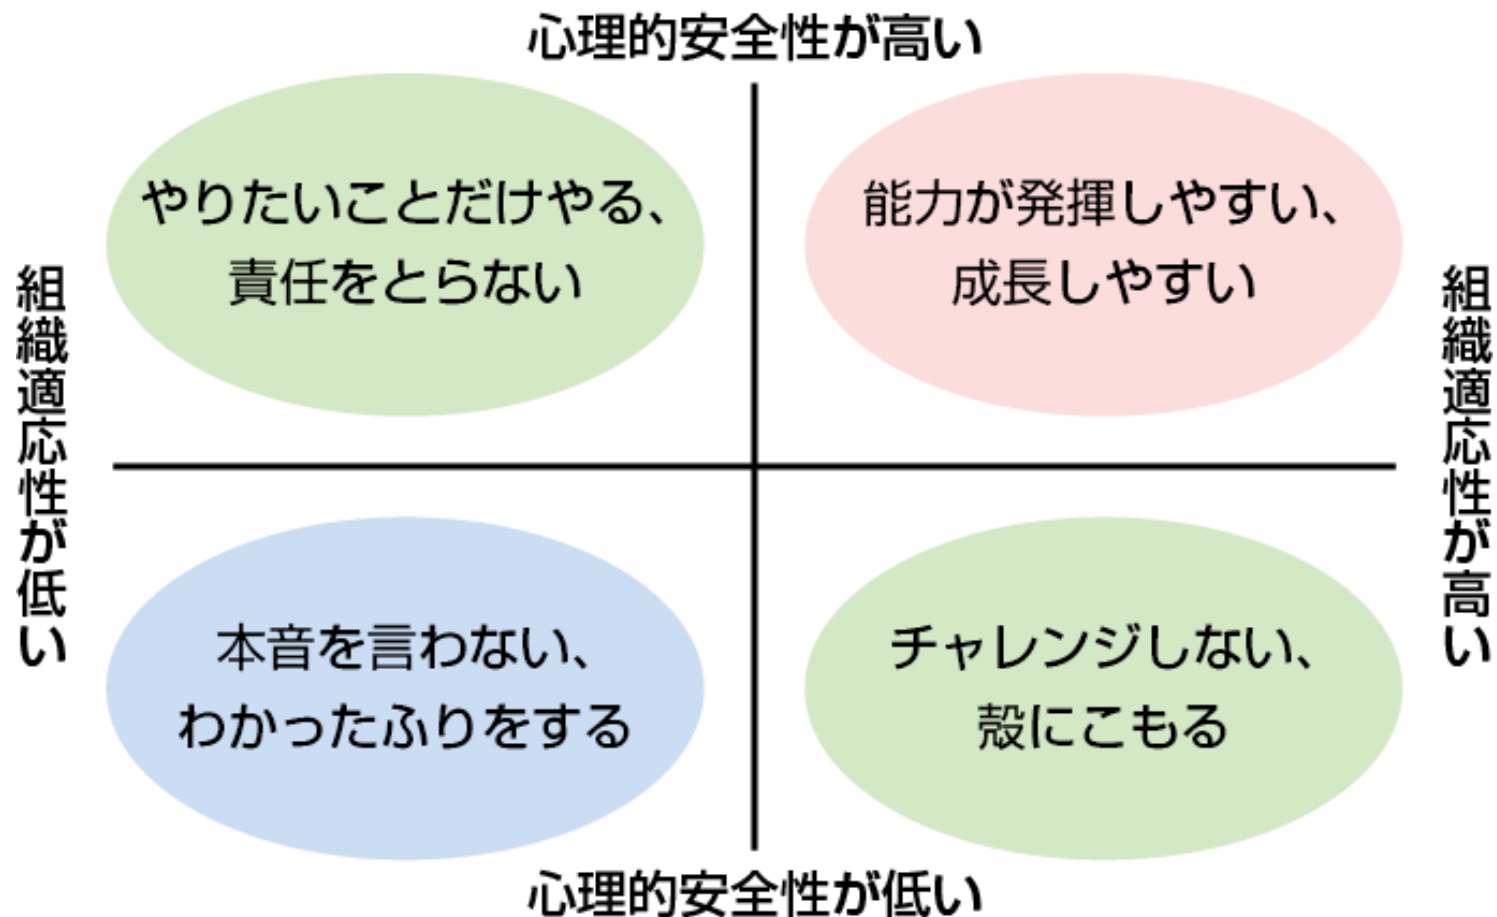 心理的安全性が高い
やりたいことだけやる、
責任をとらない
能力が発揮しやすい、
成長しやすい
組織適応性が低い
組織適応性が高い
本音を言わない、
わかったふりをする
チャレンジしない、
殻にこもる
心理的安全性が低い